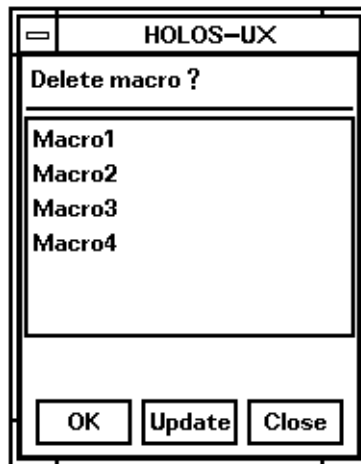 HOLOS-UX
Delete macro ?
Macro1
Macro2
Macro3
Macro4
OK Update Close